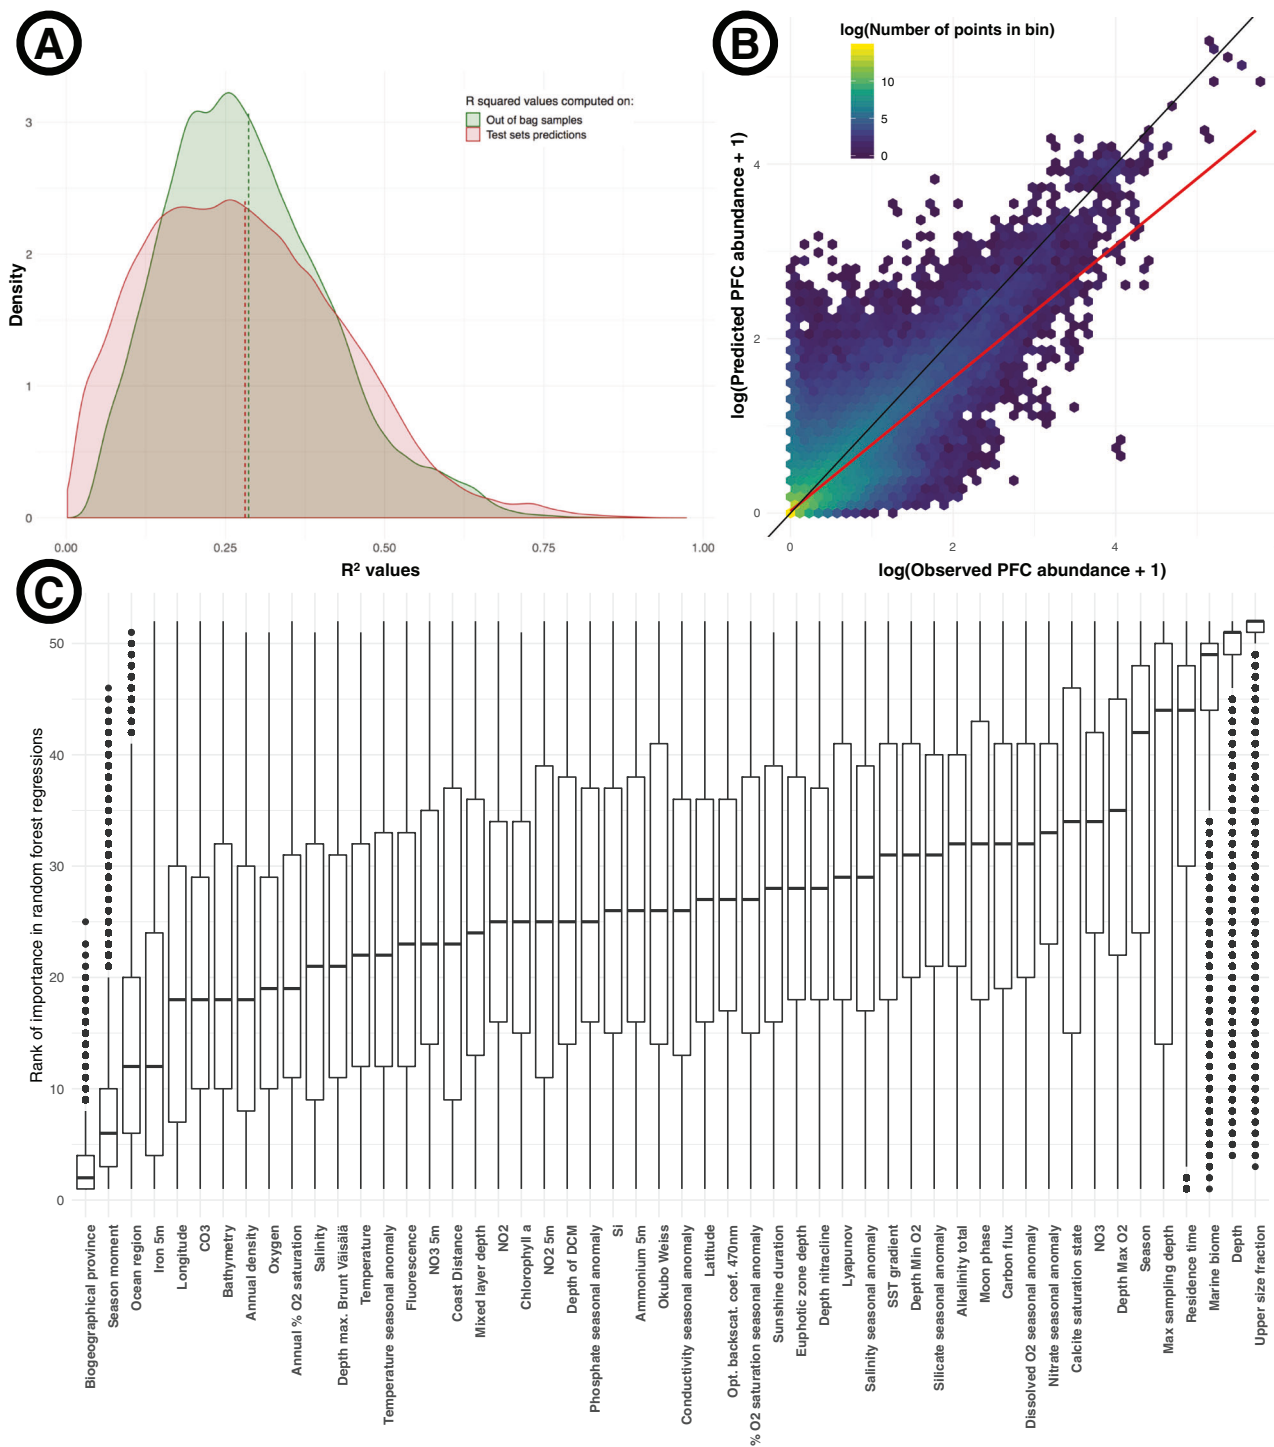 A
R squared values computed on:
Out of bag samples
Test sets predictions
Density
3
2
1
0
0.00
0.25
0.50
0.75
1.00
R² values
B
log(Number of points in bin)
10
5
0
log(Predicted PFC abundance + 1)
4
2
0
0
2
4
log(Observed PFC abundance + 1)
C
Rank of importance in random forest regressions
50
40
30
20
10
0
Biogeographical province
Season moment
Ocean region
Iron 5m
Longitude
CO3
Bathymetry
Annual density
Oxygen
Annual % O2 saturation
Salinity
Depth max. Brunt Väisälä
Temperature
Temperature seasonal anomaly
Fluorescence
NO3 5m
Coast Distance
Mixed layer depth
NO2
Chlorophyll a
NO2 5m
Depth of DCM
Phosphate seasonal anomaly
Si
Ammonium 5m
Okubo Weiss
Conductivity seasonal anomaly
Latitude
Opt. backscat. coef. 470nm
% O2 saturation seasonal anomaly
Sunshine duration
Euphotic zone depth
Depth nitracline
Lyapunov
Salinity seasonal anomaly
SST gradient
Depth Min O2
Silicate seasonal anomaly
Alkalinity total
Moon phase
Carbon flux
Dissolved O2 seasonal anomaly
Nitrate seasonal anomaly
Calcite saturation state
NO3
Depth Max O2
Season
Max sampling depth
Residence time
Marine biome
Depth
Upper size fraction